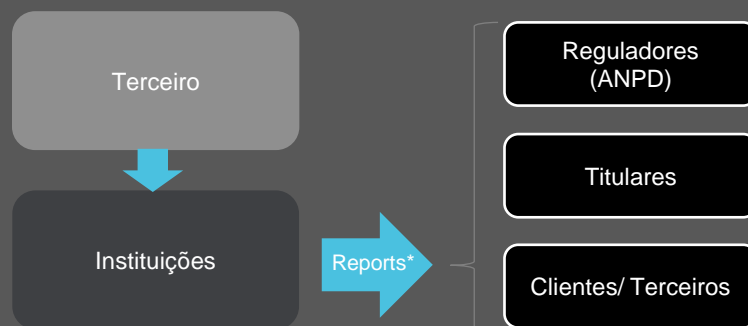 Terceiro
Instituições
Reports*
Reguladores
(ANPD)
Titulares
Clientes/ Terceiros